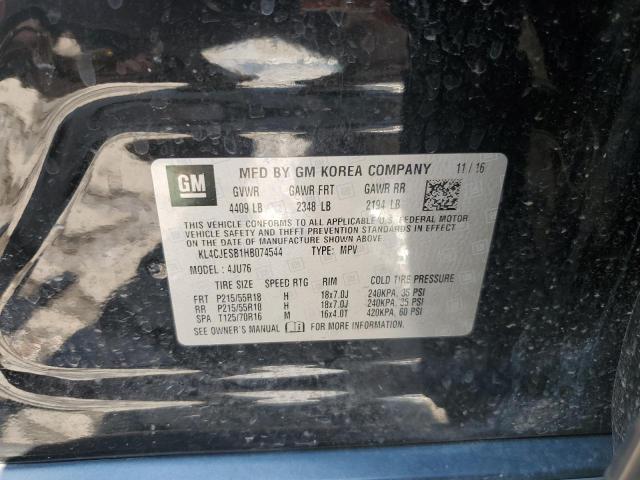 GM
MFD BY GM KOREA COMPANY 11/16
GVWR GAWR FRT GAWR RR
4409 LB 2348 LB 2194 LB
THIS VEHICLE CONFORMS TO ALL APPLICABLE U.S. FEDERAL MOTOR
VEHICLE SAFETY AND THEFT PREVENTION STANDARDS IN EFFECT
ON THE DATE OF MANUFACTURE SHOWN ABOVE.
KL4CJESB1HB074544 TYPE: MPV
MODEL: 4JU76
TIRE SIZE SPEED RTG RIM COLD TIRE PRESSURE
FRT P215/55R18 H 18x7.0J 240KPA, 35 PSI
RR P215/55R18 H 18x7.0J 240KPA, 35 PSI
SPA T125/70R16 M 16x4.0T 420KPA, 60 PSI
SEE OWNER'S MANUAL FOR MORE INFORMATION.